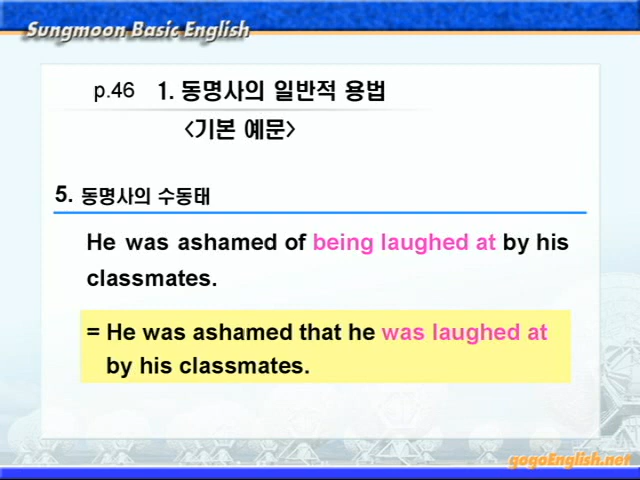 Sungmoon Basic English
p.46 1. 동명사의 일반적 용법
<기본 예문>
5. 동명사의 수동태
He was ashamed of being laughed at by his
classmates.
= He was ashamed that he was laughed at
by his classmates.
gogoEnglish.net